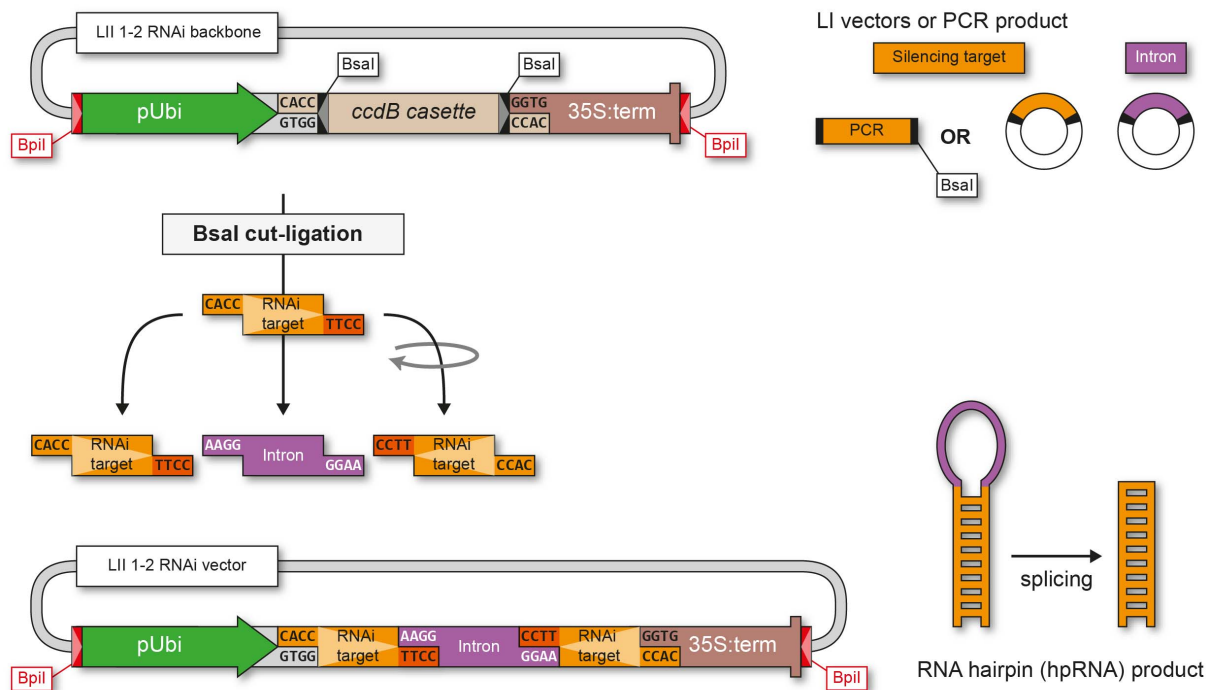 LII 1-2 RNAi backbone
BsaI
BsaI
pUbi
CACC
GTGG
ccdB casette
GGTG
CCAC
35S:term
BpiI
BpiI
LI vectors or PCR product
Silencing target
Intron
PCR
OR
BsaI
BsaI cut-ligation
CACC
RNAi
target
TTCC
CACC
RNAi
target
TTCC
AAGG
Intron
GGAA
CCTT
RNAi
target
CCAC
LII 1-2 RNAi vector
pUbi
CACC
GTGG
RNAi
target
AAGG
TTCC
Intron
CCTT
GGAA
RNAi
target
GGTG
CCAC
35S:term
BpiI
BpiI
splicing
RNA hairpin (hpRNA) product